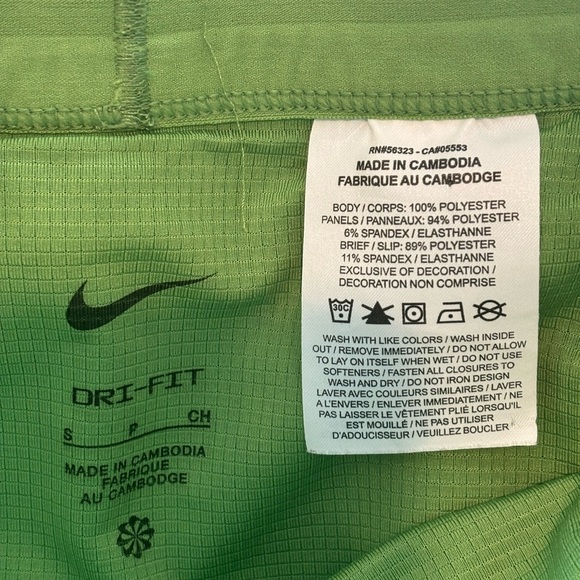 RN#56323 - CA#05553
MADE IN CAMBODIA
FABRIQUE AU CAMBODGE
BODY / CORPS: 100% POLYESTER
PANELS / PANNEAUX: 94% POLYESTER
6% SPANDEX / ELASTHANNE
BRIEF / SLIP: 89% POLYESTER
11% SPANDEX / ELASTHANNE
EXCLUSIVE OF DECORATION /
DECORATION NON COMPRISE
30C
WASH WITH LIKE COLORS / WASH INSIDE
OUT / REMOVE IMMEDIATELY / DO NOT ALLOW
TO LAY ON ITSELF WHEN WET / DO NOT USE
SOFTENERS / FASTEN ALL CLOSURES TO
WASH AND DRY / DO NOT IRON DESIGN
LAVER AVEC COULEURS SIMILAIRES / LAVER
A L'ENVERS / ENLEVER IMMEDIATEMENT / NE
PAS LAISSER LE VÊTEMENT PLIÉ LORSQU'IL
EST MOUILLÉ / NE PAS UTILISER
D'ADOUCISSEUR / VEUILLEZ BOUCLER
DRI-FIT
S P CH
MADE IN CAMBODIA
FABRIQUE
AU CAMBODGE